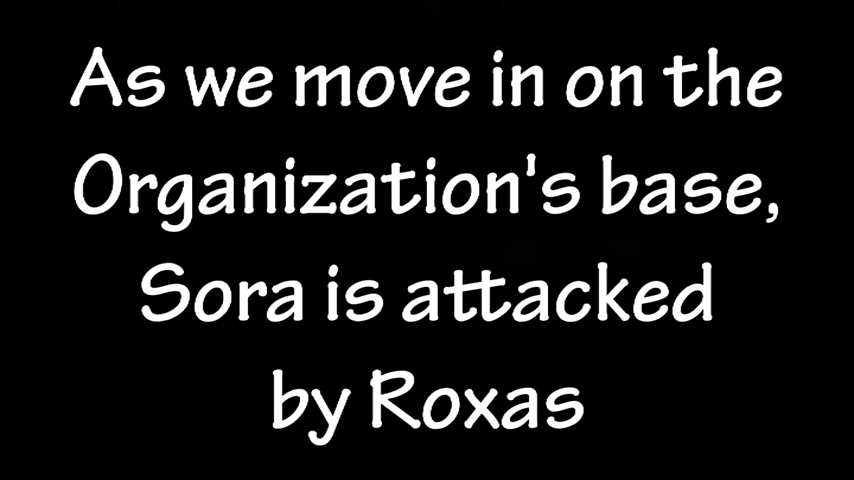 As we move in on the
Organization's base,
Sora is attacked
by Roxas